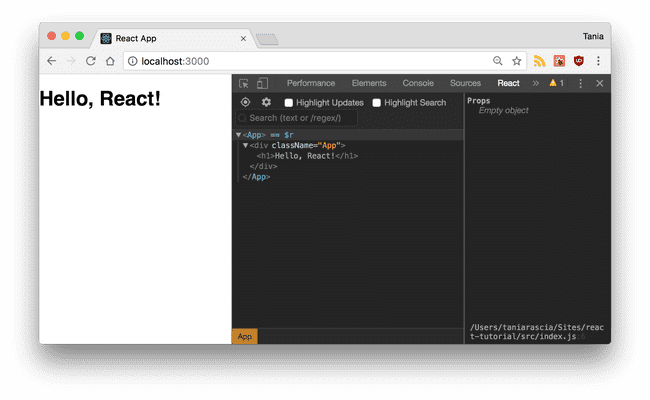 React App
Tania
localhost:3000
Hello, React!
Performance Elements Console Sources React » 1
Highlight Updates Highlight Search
Search (text or /regex/)
<App> == $r
<div className="App">
<h1>Hello, React!</h1>
</div>
</App>
Props
Empty object
/Users/taniarascia/Sites/reac
t-tutorial/src/index.js:6
App